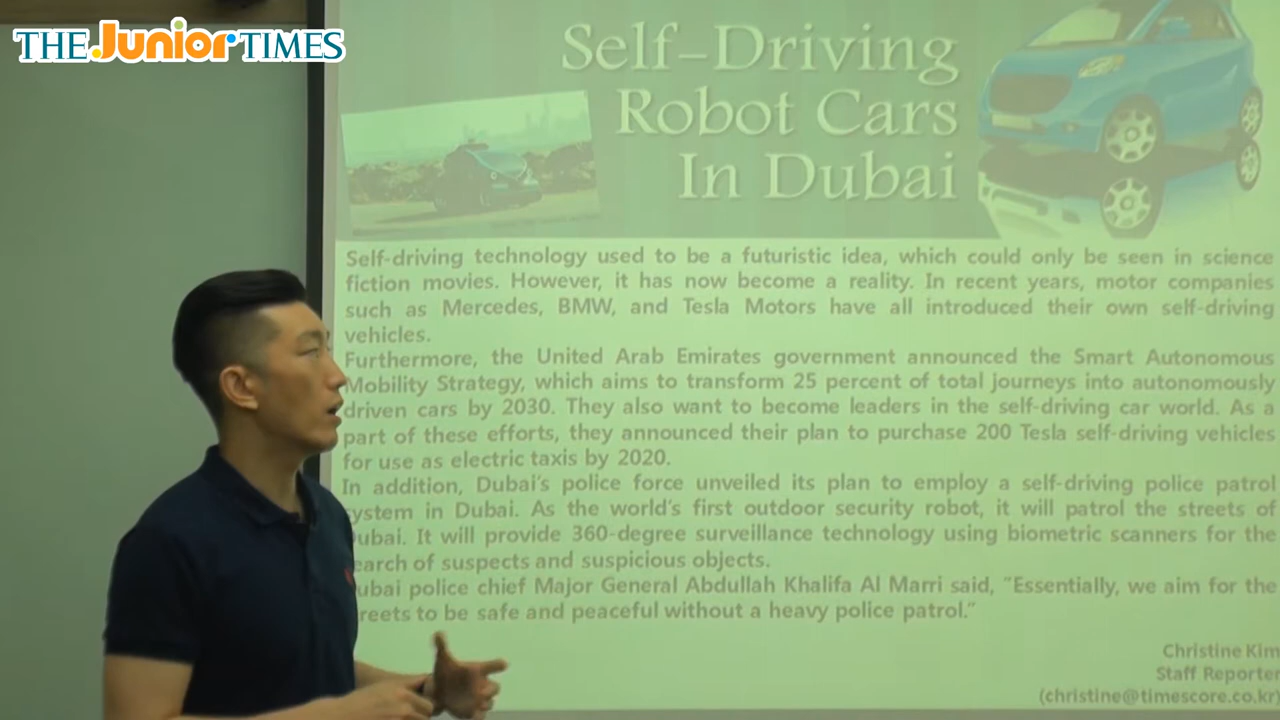 THE Junior TIMES
Self-Driving
Robot Cars
In Dubai
Self-driving technology used to be a futuristic idea, which could only be seen in science
fiction movies. However, it has now become a reality. In recent years, motor companies
such as Mercedes, BMW, and Tesla Motors have all introduced their own self-driving
vehicles.
Furthermore, the United Arab Emirates government announced the Smart Autonomous
Mobility Strategy, which aims to transform 25 percent of total journeys into autonomously
driven cars by 2030. They also want to become leaders in the self-driving car world. As a
part of these efforts, they announced their plan to purchase 200 Tesla self-driving vehicles
for use as electric taxis by 2020.
In addition, Dubai's police force unveiled its plan to employ a self-driving police patrol
ystem in Dubai. As the world's first outdoor security robot, it will patrol the streets of
ubai. It will provide 360-degree surveillance technology using biometric scanners for the
earch of suspects and suspicious objects.
ubai police chief Major General Abdullah Khalifa Al Marri said, "Essentially, we aim for the
reets to be safe and peaceful without a heavy police patrol."
Christine Kim
Staff Reporter
(christine@timescore.co.kr)